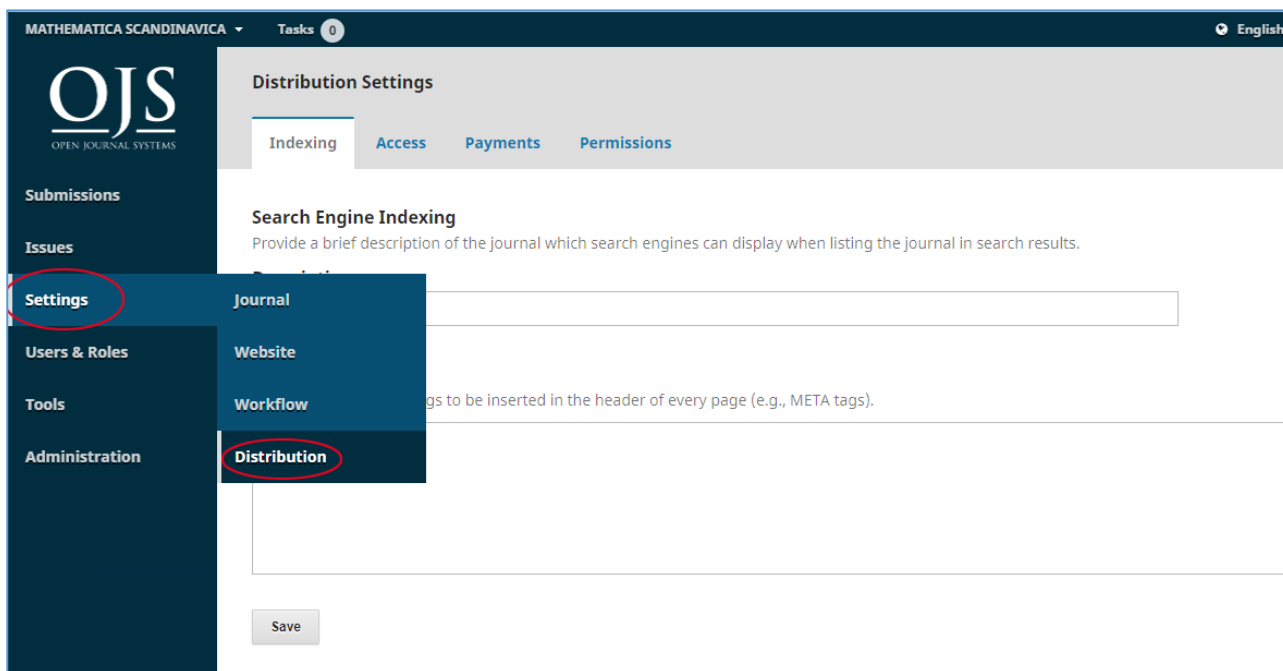 MATHEMATICA SCANDINAVICA Tasks 0 English
OJS
OPEN JOURNAL SYSTEMS
Distribution Settings
Indexing Access Payments Permissions
Submissions
Issues
Settings
Users & Roles
Tools
Administration
Journal
Website
Workflow
Distribution
Search Engine Indexing
Provide a brief description of the journal which search engines can display when listing the journal in search results.
gs to be inserted in the header of every page (e.g., META tags).
Save